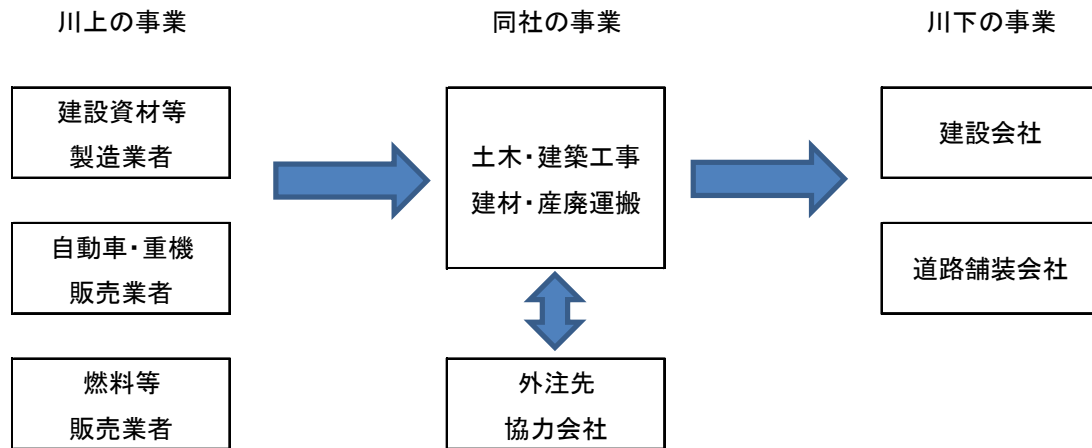 川上の事業
同社の事業
川下の事業
建設資材等
製造業者
土木・建築工事
建材・産廃運搬
建設会社
自動車・重機
販売業者
道路舗装会社
燃料等
販売業者
外注先
協力会社